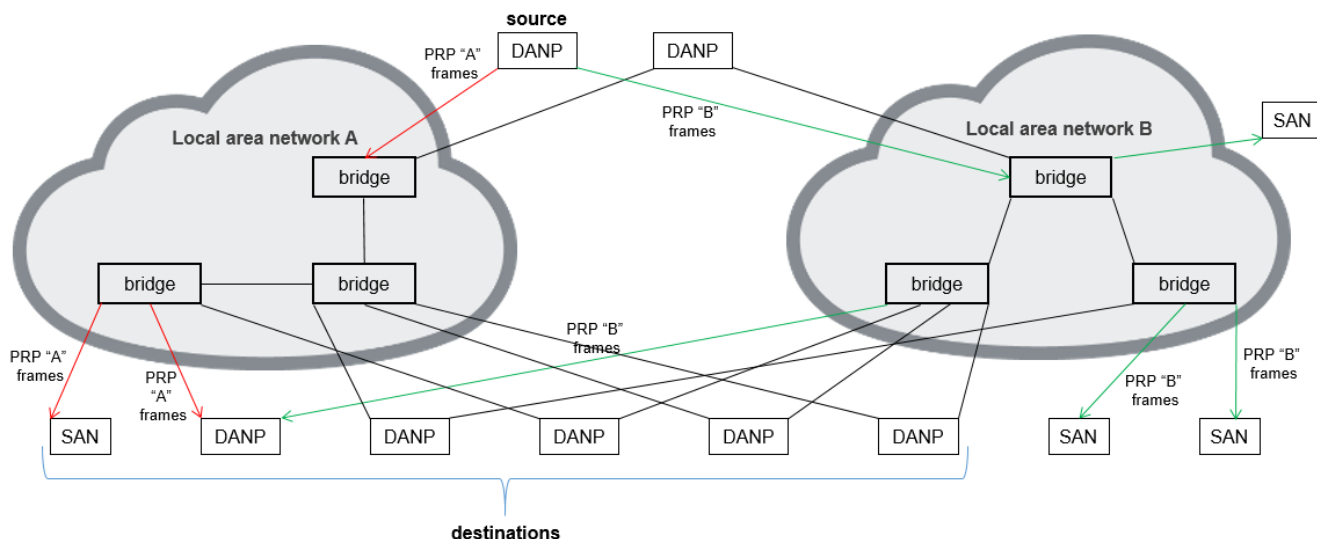 source
DANP
DANP
PRP “A”
frames
PRP “B”
frames
SAN
Local area network A
Local area network B
bridge
bridge
bridge
bridge
bridge
bridge
PRP “A”
frames
PRP
“A”
frames
PRP “B”
frames
PRP “B”
frames
PRP “B”
frames
SAN
DANP
DANP
DANP
DANP
DANP
SAN
SAN
destinations